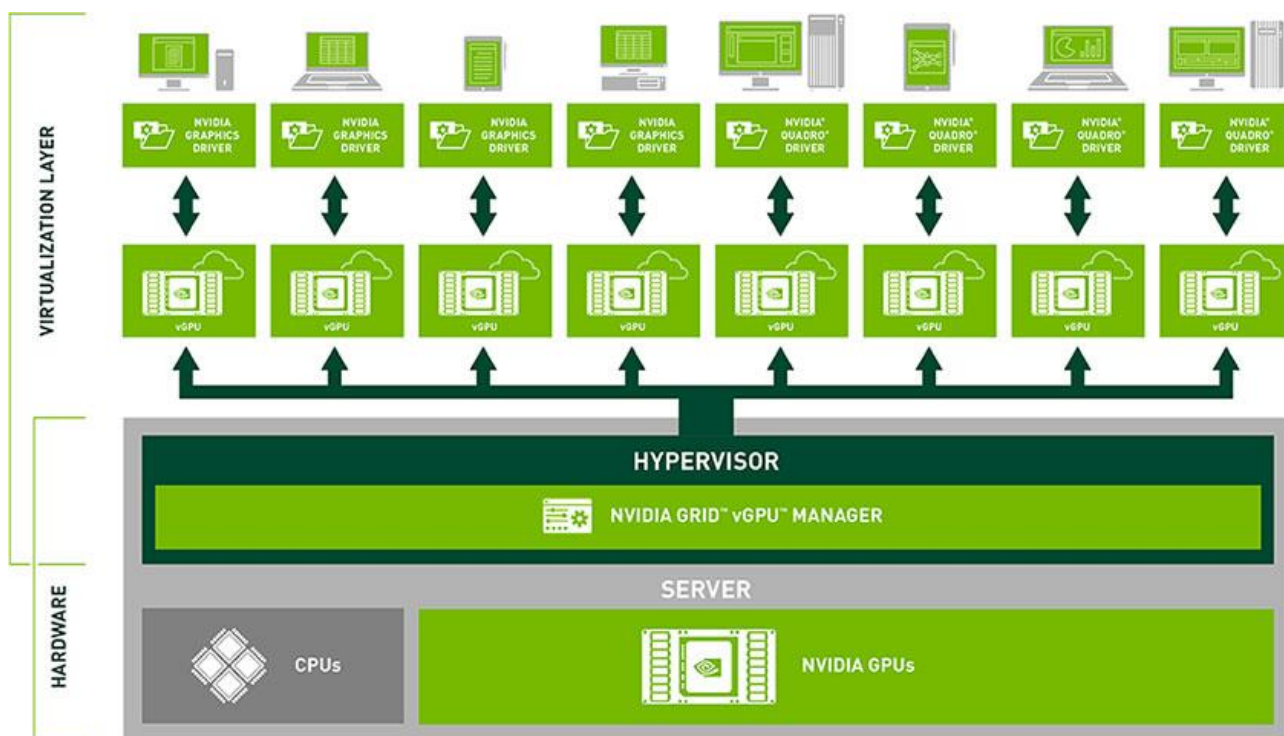 VIRTUALIZATION LAYER
NVIDIA
GRAPHICS
DRIVER
NVIDIA
GRAPHICS
DRIVER
NVIDIA
GRAPHICS
DRIVER
NVIDIA
GRAPHICS
DRIVER
NVIDIA®
QUADRO®
DRIVER
NVIDIA®
QUADRO®
DRIVER
NVIDIA®
QUADRO®
DRIVER
NVIDIA®
QUADRO®
DRIVER
vGPU
vGPU
vGPU
vGPU
vGPU
vGPU
vGPU
vGPU
HYPERVISOR
NVIDIA GRID™ vGPU™ MANAGER
HARDWARE
SERVER
CPUs
NVIDIA GPUs